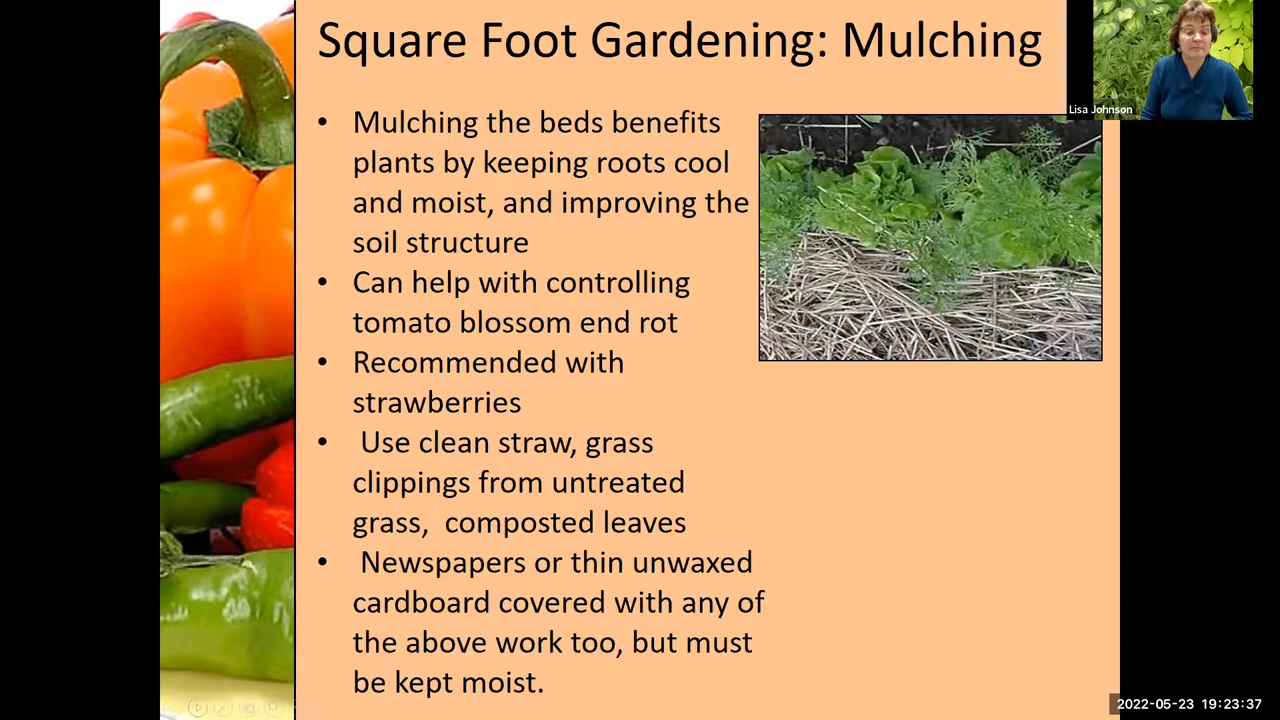 Square Foot Gardening: Mulching
Lisa Johnson
• Mulching the beds benefits
plants by keeping roots cool
and moist, and improving the
soil structure
• Can help with controlling
tomato blossom end rot
• Recommended with
strawberries
• Use clean straw, grass
clippings from untreated
grass,  composted leaves
• Newspapers or thin unwaxed
cardboard covered with any of
the above work too, but must
be kept moist.
2022-05-23 19:23:37